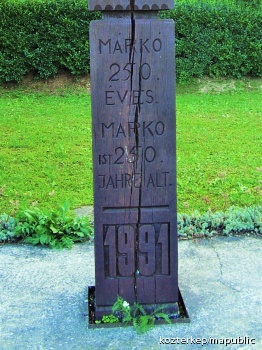 MARKÓ
250.
ÉVES.
MARKO
IST 250.
JAHRE ALT.
1991
kozterkep/mapublic